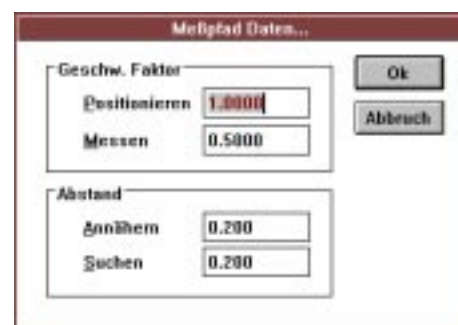 Meßpfad Daten...
Geschw. Faktor
Positionieren 1.0000
Messen 0.5000
Ok
Abbruch
Abstand
Annähern 0.200
Suchen 0.200